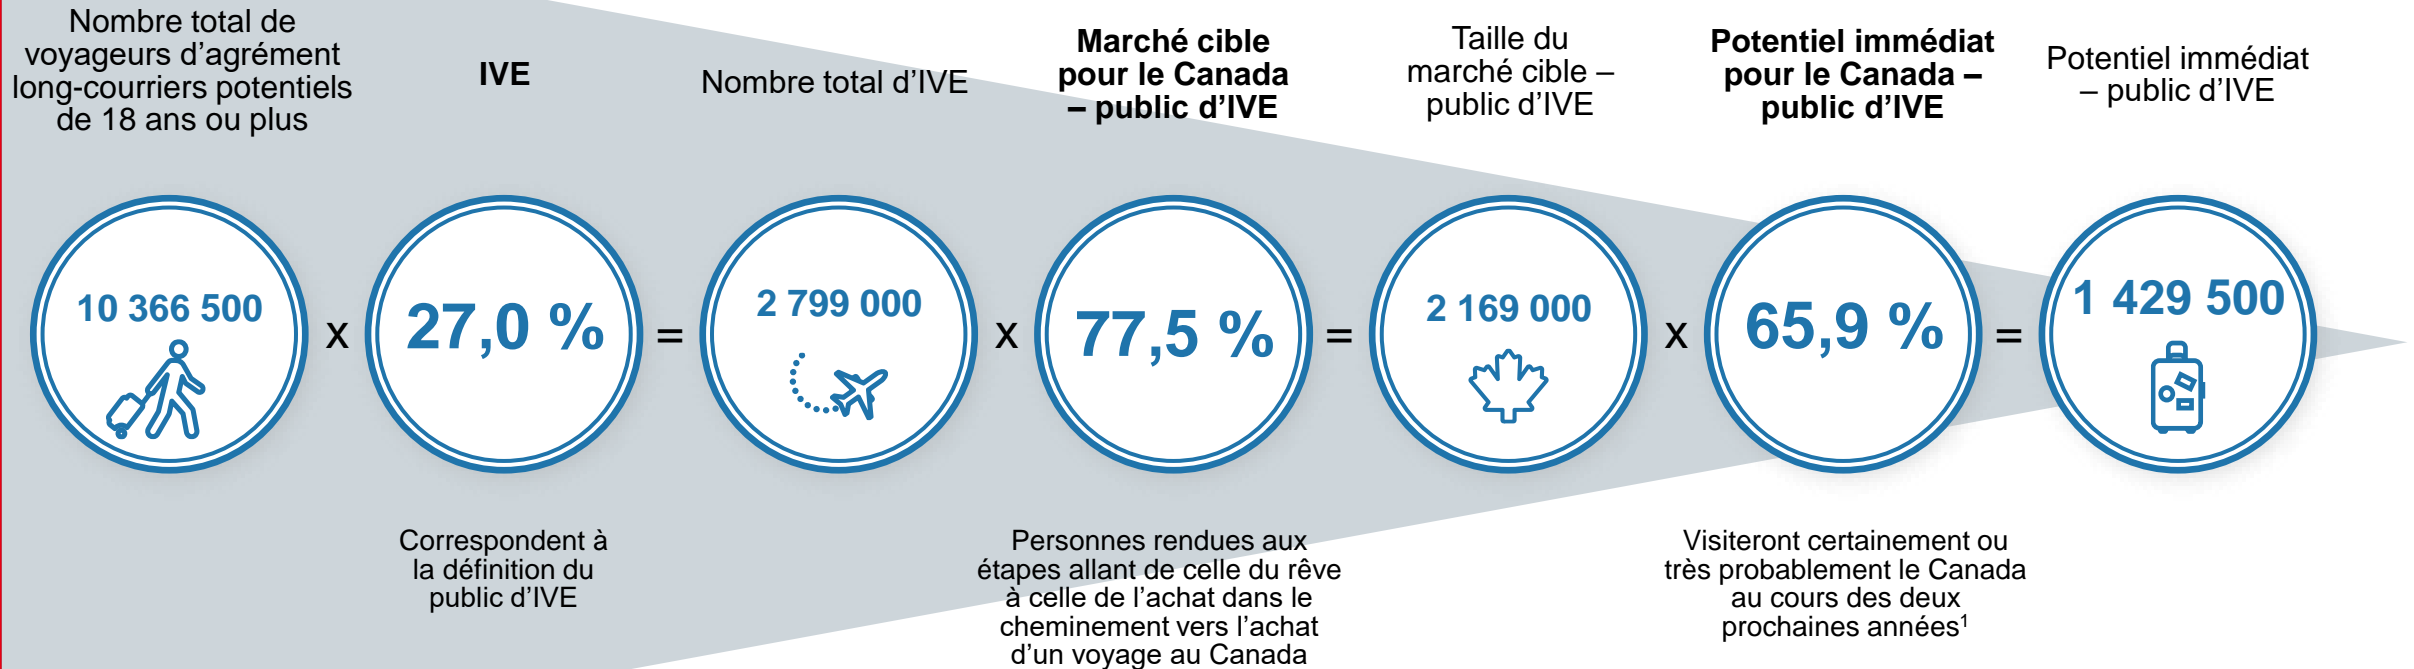 Nombre total de
voyageurs d’agrément
long-courriers potentiels
de 18 ans ou plus
IVE
Nombre total d’IVE
Marché cible
pour le Canada
– public d’IVE
Taille du
marché cible –
public d’IVE
Potentiel immédiat
pour le Canada –
public d’IVE
Potentiel immédiat
– public d’IVE
10 366 500
x
27,0 %
=
2 799 000
x
77,5 %
=
2 169 000
x
65,9 %
=
1 429 500
Correspondent à
la définition du
public d’IVE
Personnes rendues aux
étapes allant de celle du rêve
à celle de l’achat dans le
cheminement vers l’achat
d’un voyage au Canada
Visiteront certainement ou
très probablement le Canada
au cours des deux
prochaines années¹